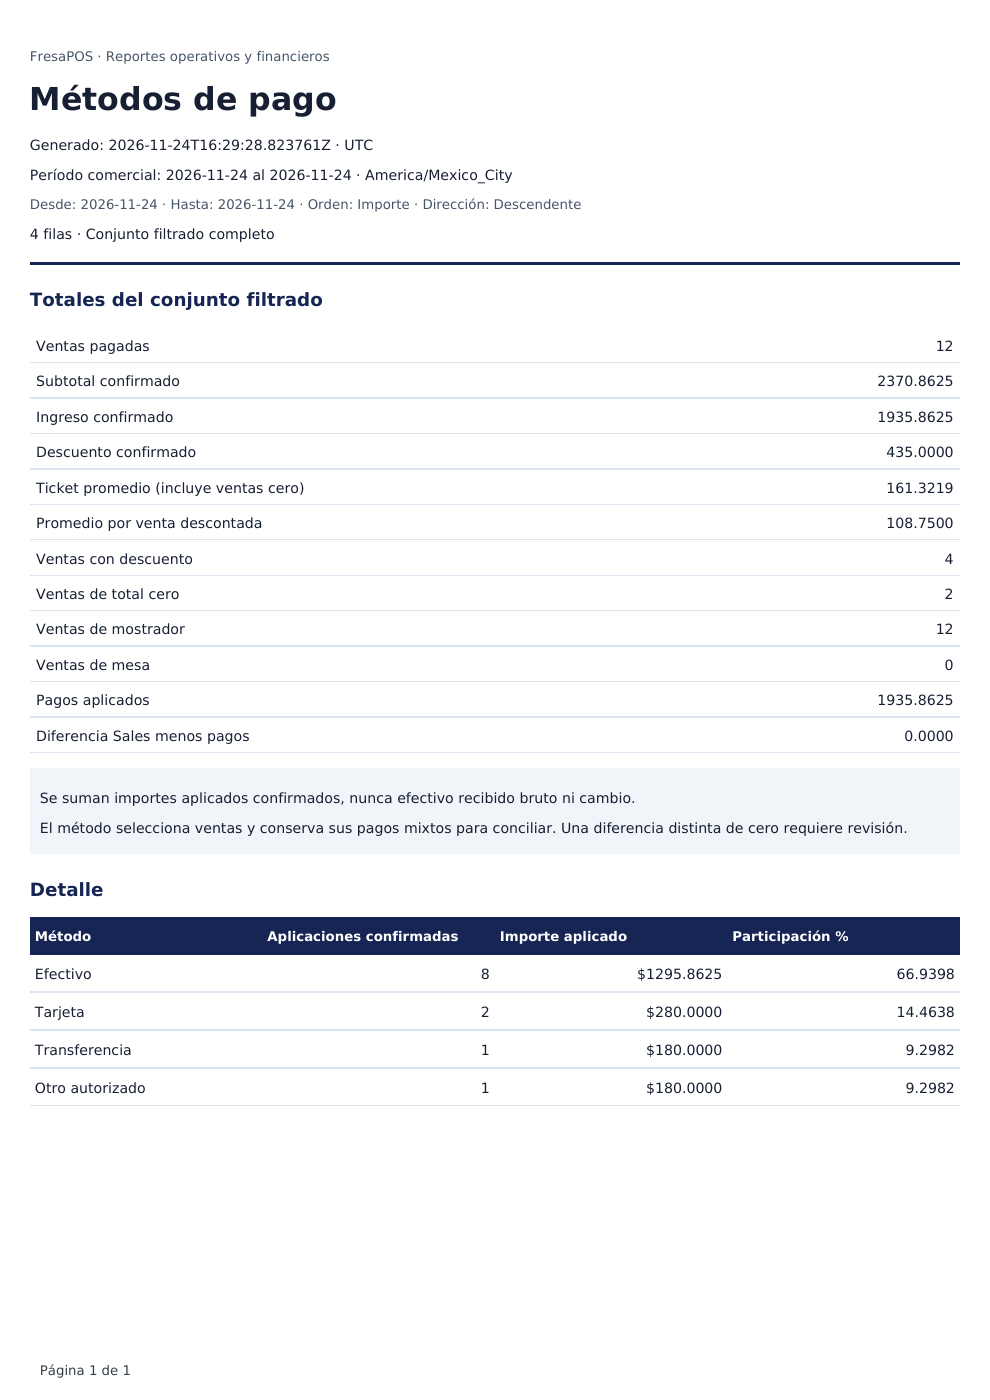 FresaPOS · Reportes operativos y financieros
Métodos de pago
Generado: 2026-11-24T16:29:28.823761Z · UTC
Período comercial: 2026-11-24 al 2026-11-24 · America/Mexico_City
Desde: 2026-11-24 · Hasta: 2026-11-24 · Orden: Importe · Dirección: Descendente
4 filas · Conjunto filtrado completo
Totales del conjunto filtrado
Ventas pagadas 12
Subtotal confirmado 2370.8625
Ingreso confirmado 1935.8625
Descuento confirmado 435.0000
Ticket promedio (incluye ventas cero) 161.3219
Promedio por venta descontada 108.7500
Ventas con descuento 4
Ventas de total cero 2
Ventas de mostrador 12
Ventas de mesa 0
Pagos aplicados 1935.8625
Diferencia Sales menos pagos 0.0000
Se suman importes aplicados confirmados, nunca efectivo recibido bruto ni cambio.
El método selecciona ventas y conserva sus pagos mixtos para conciliar. Una diferencia distinta de cero requiere revisión.
Detalle
Método Aplicaciones confirmadas Importe aplicado Participación %
Efectivo 8 $1295.8625 66.9398
Tarjeta 2 $280.0000 14.4638
Transferencia 1 $180.0000 9.2982
Otro autorizado 1 $180.0000 9.2982
Página 1 de 1